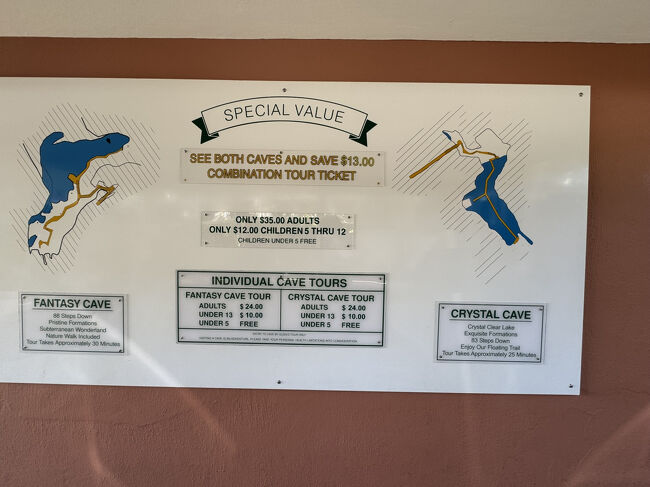 SPECIAL VALUE
SEE BOTH CAVES AND SAVE $13.00
COMBINATION TOUR TICKET
ONLY $35.00 ADULTS
ONLY $12.00 CHILDREN 5 THRU 12
CHILDREN UNDER 5 FREE
INDIVIDUAL CAVE TOURS
FANTASY CAVE TOUR
ADULTS $ 24.00
UNDER 13 $ 10.00
UNDER 5 FREE
CRYSTAL CAVE TOUR
ADULTS $ 24.00
UNDER 13 $ 10.00
UNDER 5 FREE
FANTASY CAVE
88 Steps Down
Pristine Formations
Subterranean Wonderland
Nature Walk Included
Tour Takes Approximately 30 Minutes
CRYSTAL CAVE
Crystal Clear Lake
Exquisite Formations
83 Steps Down
Enjoy Our Floating Trail
Tour Takes Approximately 25 Minutes